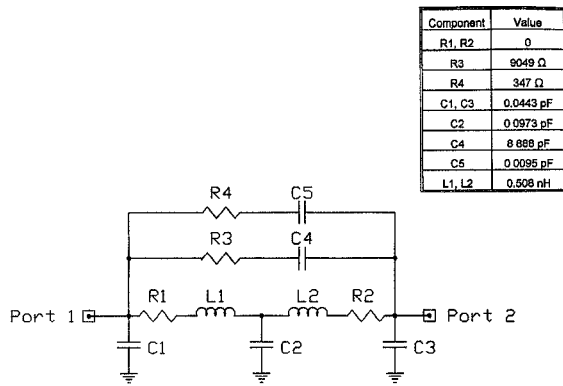 Component Value
R1, R2 0
R3 9049 Ω
R4 347 Ω
C1, C3 0.0443 pF
C2 0 0973 pF
C4 8 888 pF
C5 0 0095 pF
L1, L2 0.508 nH
R4 C5
R3 C4
R1 L1 L2 R2
Port 1 Port 2
C1 C2 C3